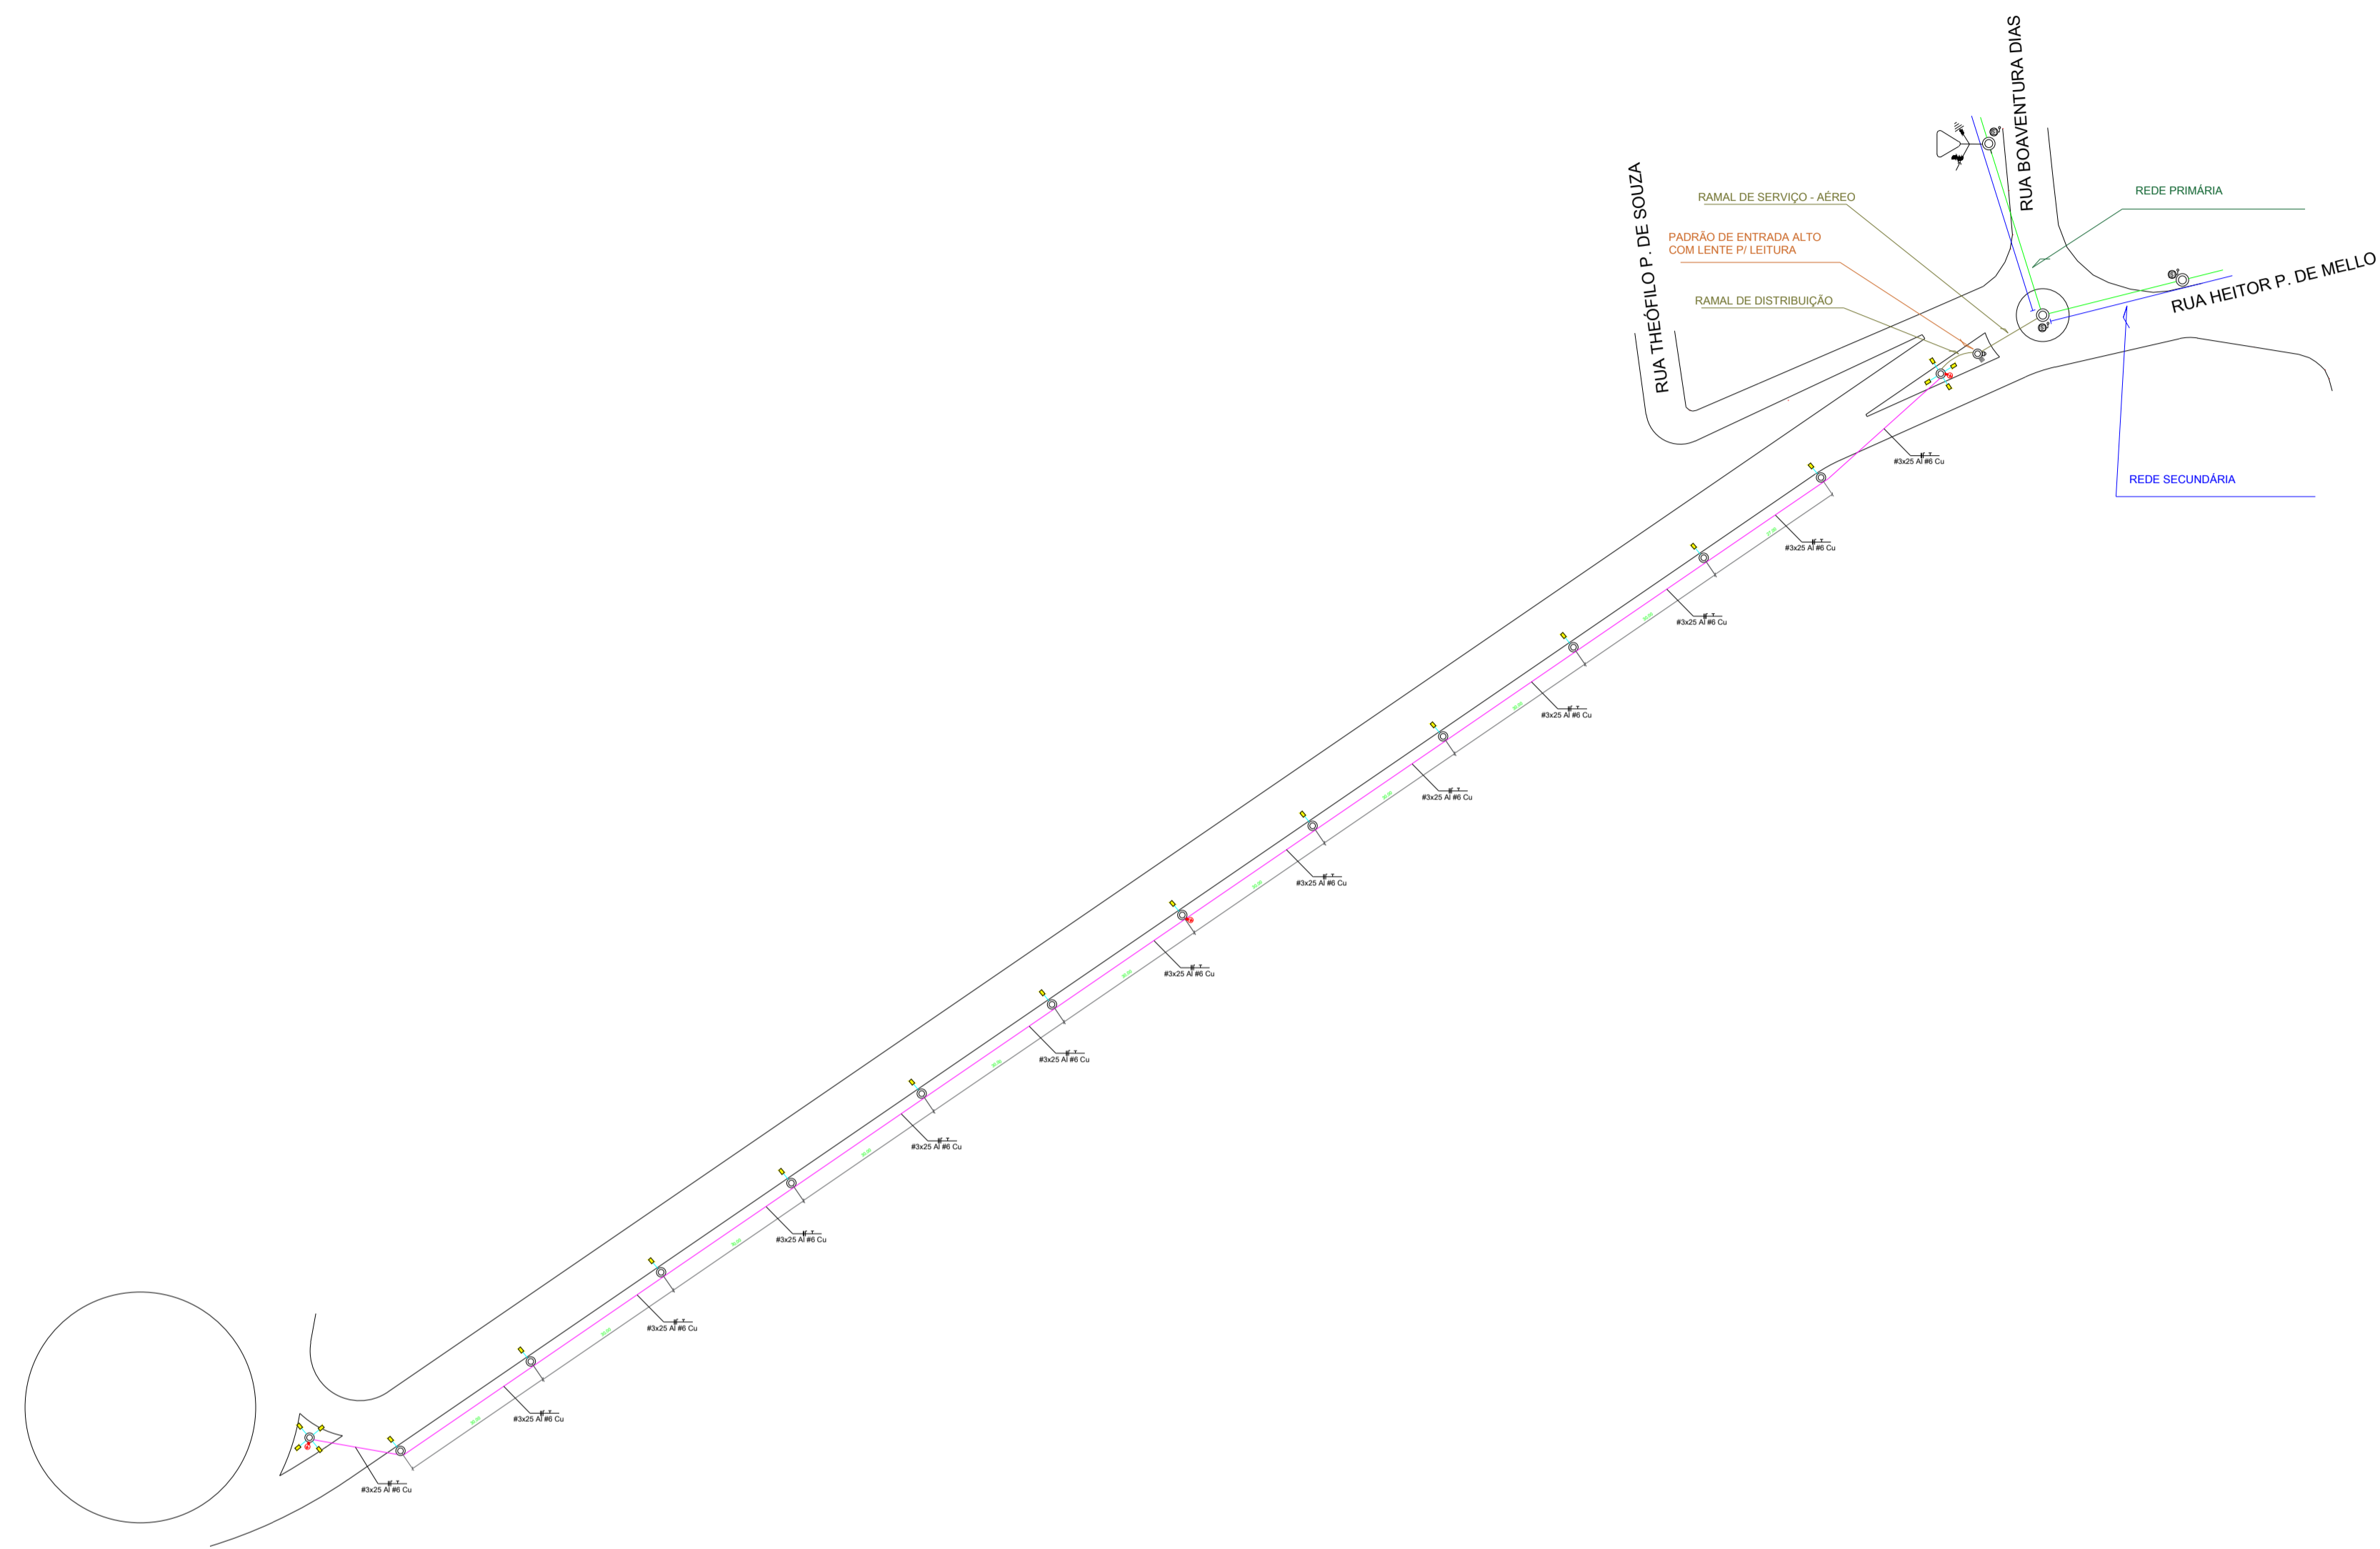 RUA BOAVENTURA DIAS
RUA THEÓFILO P. DE SOUZA
RAMAL DE SERVIÇO - AÉREO
REDE PRIMÁRIA
PADRÃO DE ENTRADA ALTO
COM LENTE P/ LEITURA
RUA HEITOR P. DE MELLO
RAMAL DE DISTRIBUIÇÃO
#3x25 Al #6 Cu
REDE SECUNDÁRIA
#3x25 Al #6 Cu
#3x25 Al #6 Cu
#3x25 Al #6 Cu
#3x25 Al #6 Cu
#3x25 Al #6 Cu
#3x25 Al #6 Cu
#3x25 Al #6 Cu
#3x25 Al #6 Cu
#3x25 Al #6 Cu
#3x25 Al #6 Cu
#3x25 Al #6 Cu
#3x25 Al #6 Cu